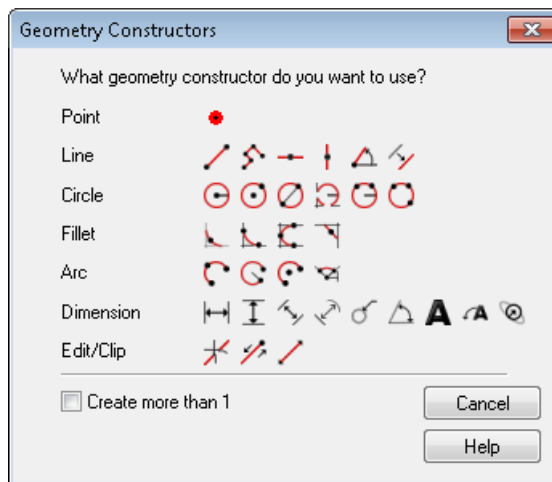 Geometry Constructors
What geometry constructor do you want to use?
Point
Line
Circle
Fillet
Arc
Dimension A A
Edit/Clip
Create more than 1
Cancel
Help